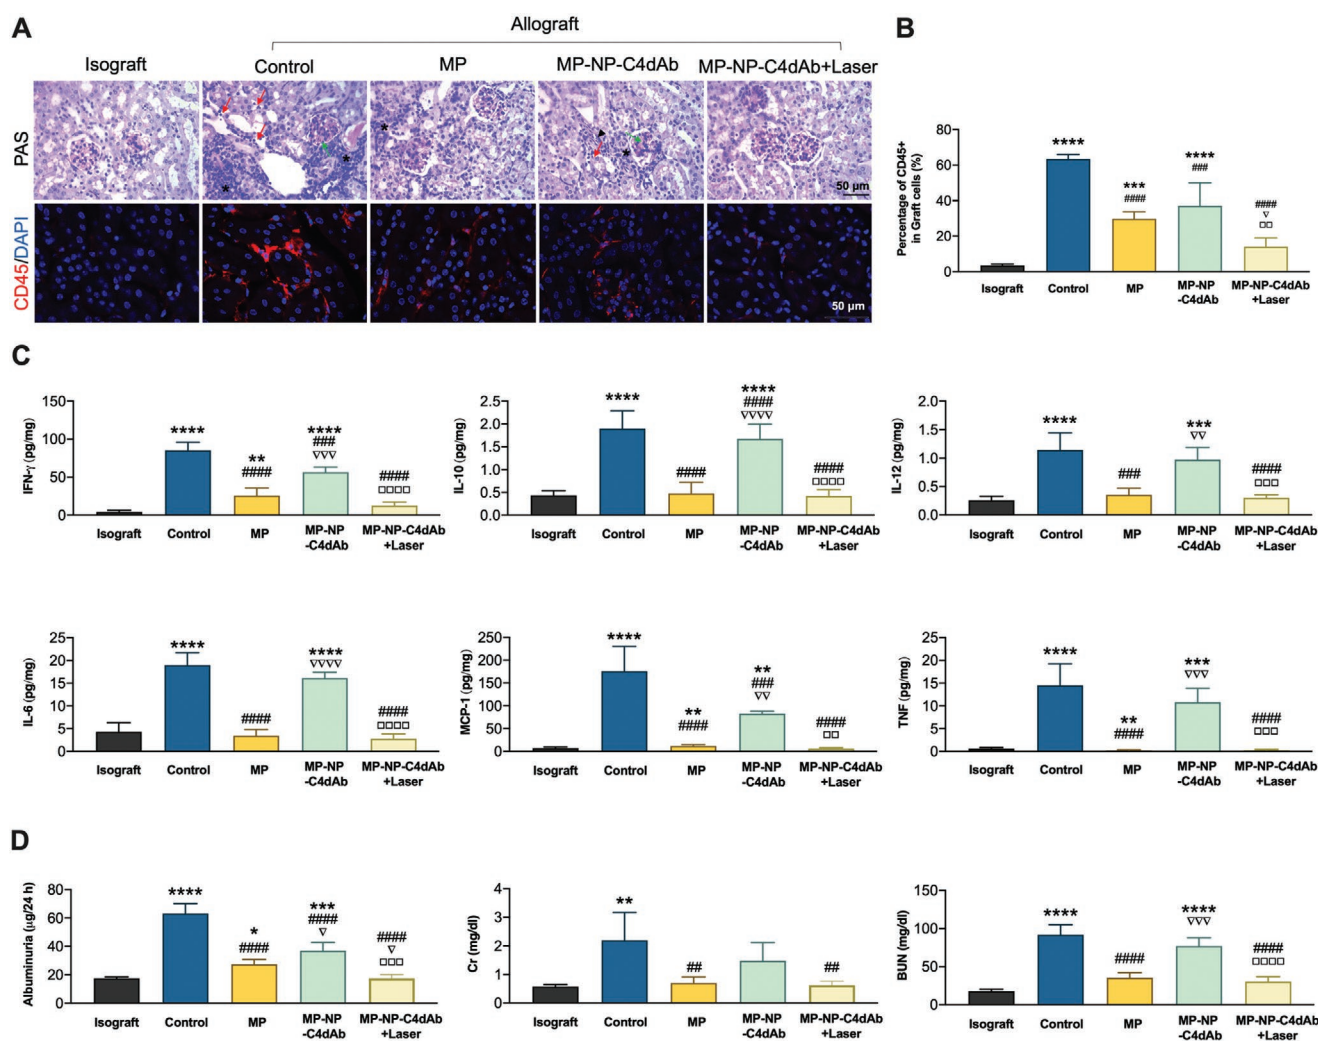 A
Allograft
Isograft
Control
MP
MP-NP-C4dAb
MP-NP-C4dAb+Laser
PAS
*
*
*
*
50 µm
CD45/DAPI
50 µm
B
Percentage of CD45+
in Graft cells (%)
80
60
40
20
0
****
***
####
****
###
####
▽
□□
Isograft
Control
MP
MP-NP
-C4dAb
MP-NP-C4dAb
+Laser
C
IFN-γ (pg/mg)
150
100
50
0
****
**
####
****
###
▽▽▽
####
□□□□
Isograft
Control
MP
MP-NP
-C4dAb
MP-NP-C4dAb
+Laser
IL-10 (pg/mg)
2.5
2.0
1.5
1.0
0.5
0.0
****
####
****
####
▽▽▽▽
####
□□□□
Isograft
Control
MP
MP-NP
-C4dAb
MP-NP-C4dAb
+Laser
IL-12 (pg/mg)
2.0
1.5
1.0
0.5
0.0
****
###
***
▽▽
####
□□□
Isograft
Control
MP
MP-NP
-C4dAb
MP-NP-C4dAb
+Laser
IL-6 (pg/mg)
25
20
15
10
5
0
****
####
****
▽▽▽▽
####
□□□□
Isograft
Control
MP
MP-NP
-C4dAb
MP-NP-C4dAb
+Laser
MCP-1 (pg/mg)
250
200
150
100
50
0
****
**
####
**
###
▽▽
####
□□
Isograft
Control
MP
MP-NP
-C4dAb
MP-NP-C4dAb
+Laser
TNF (pg/mg)
25
20
15
10
5
0
****
**
####
***
▽▽▽
####
□□□
Isograft
Control
MP
MP-NP
-C4dAb
MP-NP-C4dAb
+Laser
D
Albuminuria (µg/24 h)
80
60
40
20
0
****
*
####
***
####
▽
####
▽
□□□
Isograft
Control
MP
MP-NP
-C4dAb
MP-NP-C4dAb
+Laser
Cr (mg/dl)
4
3
2
1
0
**
##
##
Isograft
Control
MP
MP-NP
-C4dAb
MP-NP-C4dAb
+Laser
BUN (mg/dl)
150
100
50
0
****
####
****
▽▽▽
####
□□□□
Isograft
Control
MP
MP-NP
-C4dAb
MP-NP-C4dAb
+Laser